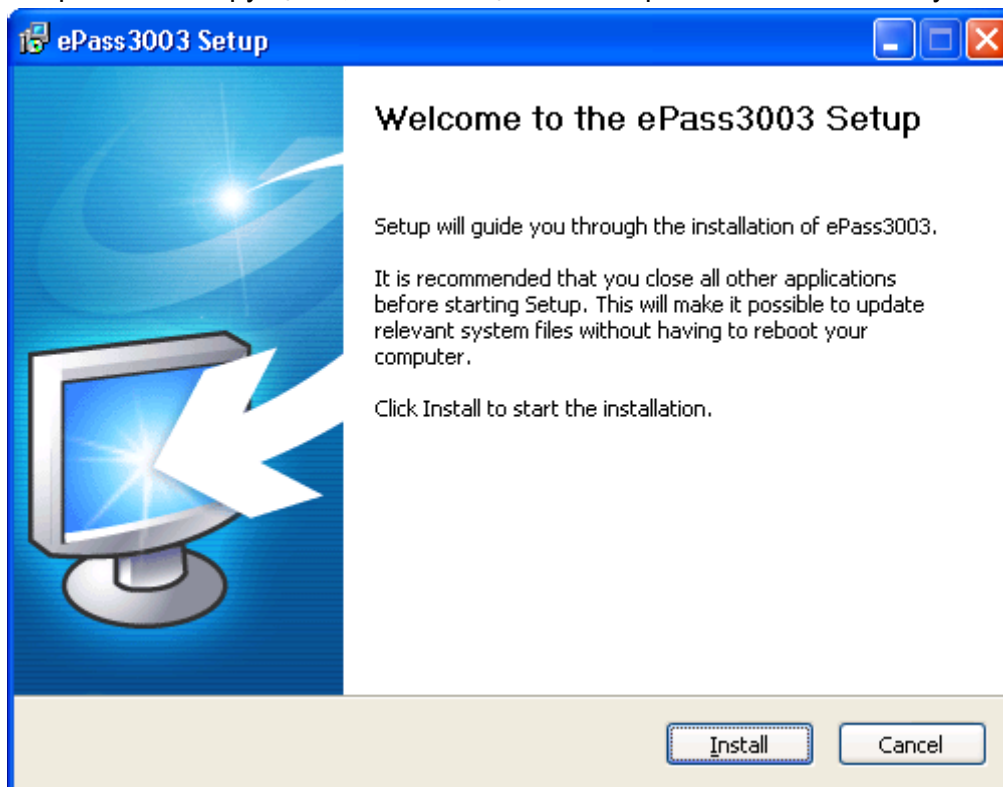 ePass3003 Setup
Welcome to the ePass3003 Setup
Setup will guide you through the installation of ePass3003.
It is recommended that you close all other applications
before starting Setup. This will make it possible to update
relevant system files without having to reboot your
computer.
Click Install to start the installation.
Install
Cancel